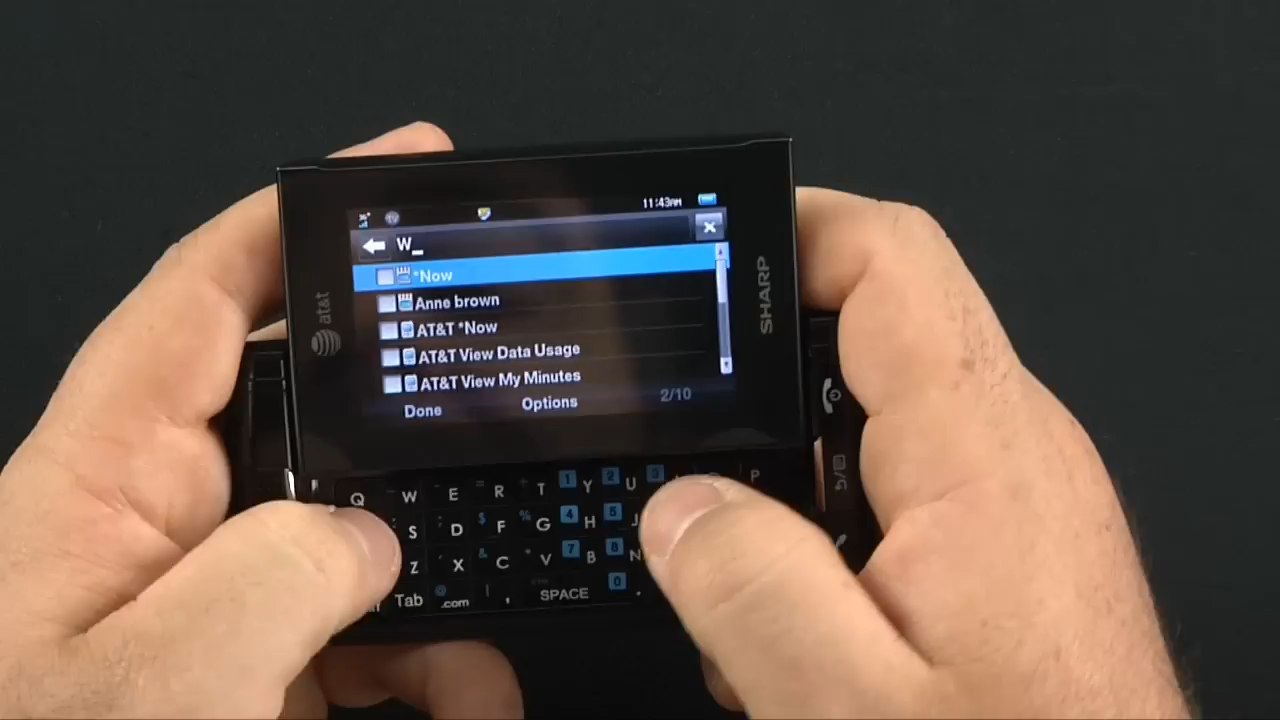 11:43AM
W_
*Now
Anne brown
AT&T *Now
AT&T View Data Usage
AT&T View My Minutes
Done Options 2/10
at&t
SHARP
Q W E R T 1 Y 2 U 3 P
S ; D $ F % G 4 H 5 J
Z ' X & C * V 7 B 8 N
Tab @ .com , SPACE 0 .